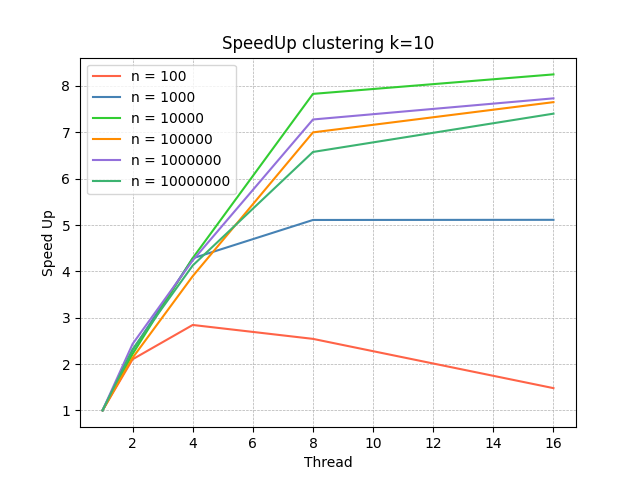 SpeedUp clustering k=10
n = 100
n = 1000
n = 10000
n = 100000
n = 1000000
n = 10000000
Speed Up
8
7
6
5
4
3
2
1
2 4 6 8 10 12 14 16
Thread